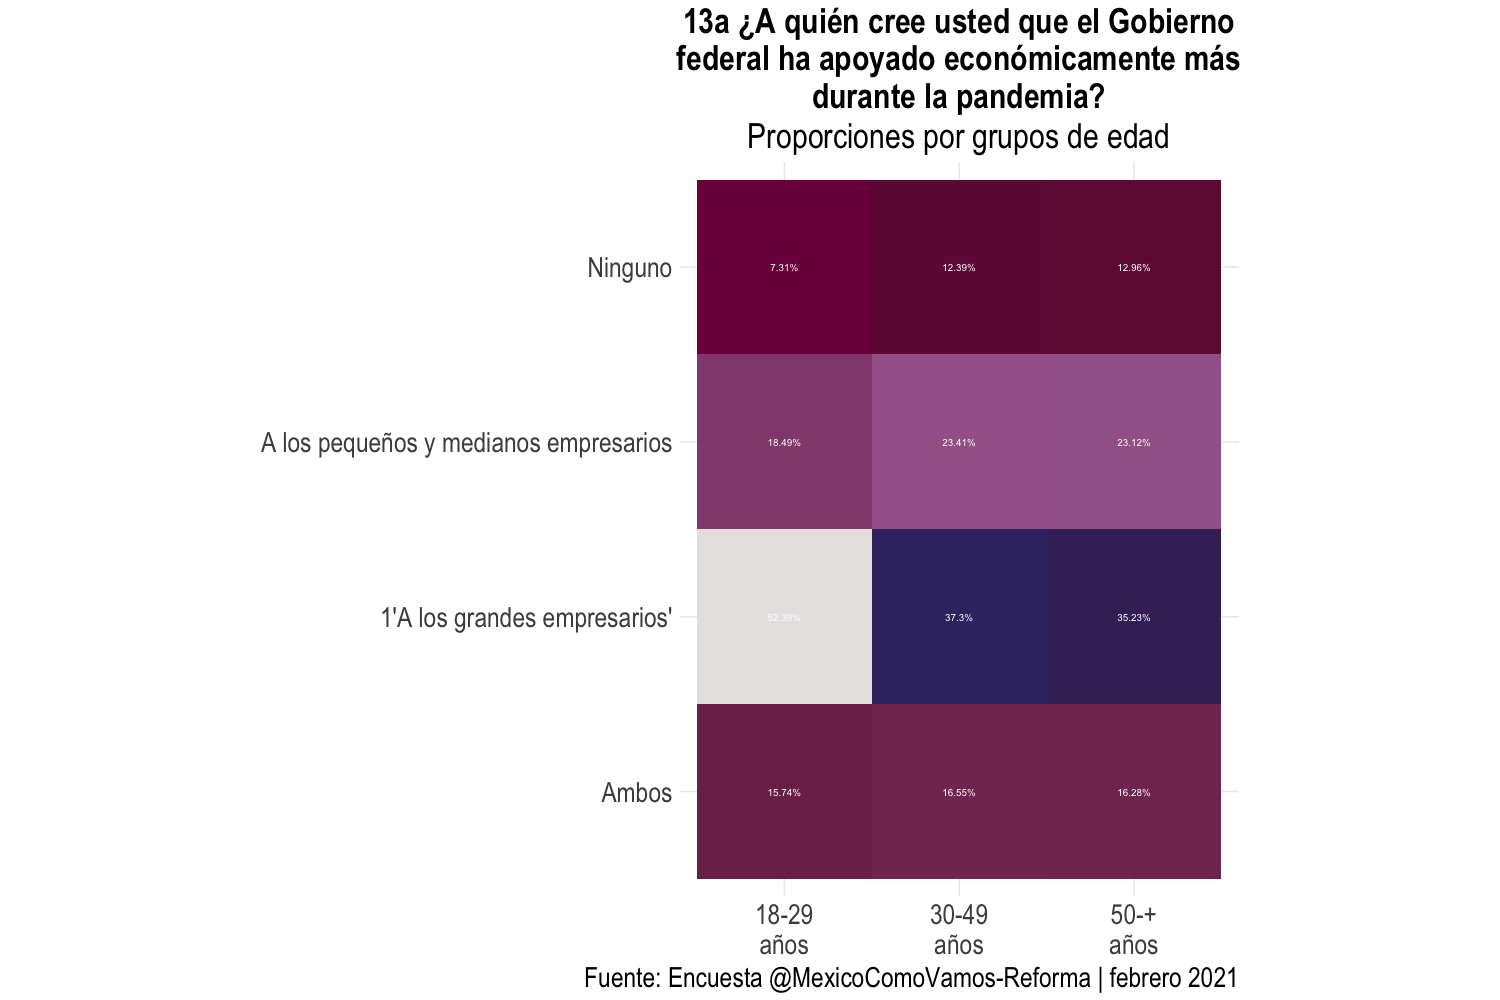 13a ¿A quién cree usted que el Gobierno
federal ha apoyado económicamente más
durante la pandemia?
Proporciones por grupos de edad
Ninguno
7.31%
12.39%
12.96%
A los pequeños y medianos empresarios
18.49%
23.41%
23.12%
1'A los grandes empresarios'
52.39%
37.3%
35.23%
Ambos
15.74%
16.55%
16.28%
18-29
años
30-49
años
50-+
años
Fuente: Encuesta @MexicoComoVamos-Reforma | febrero 2021